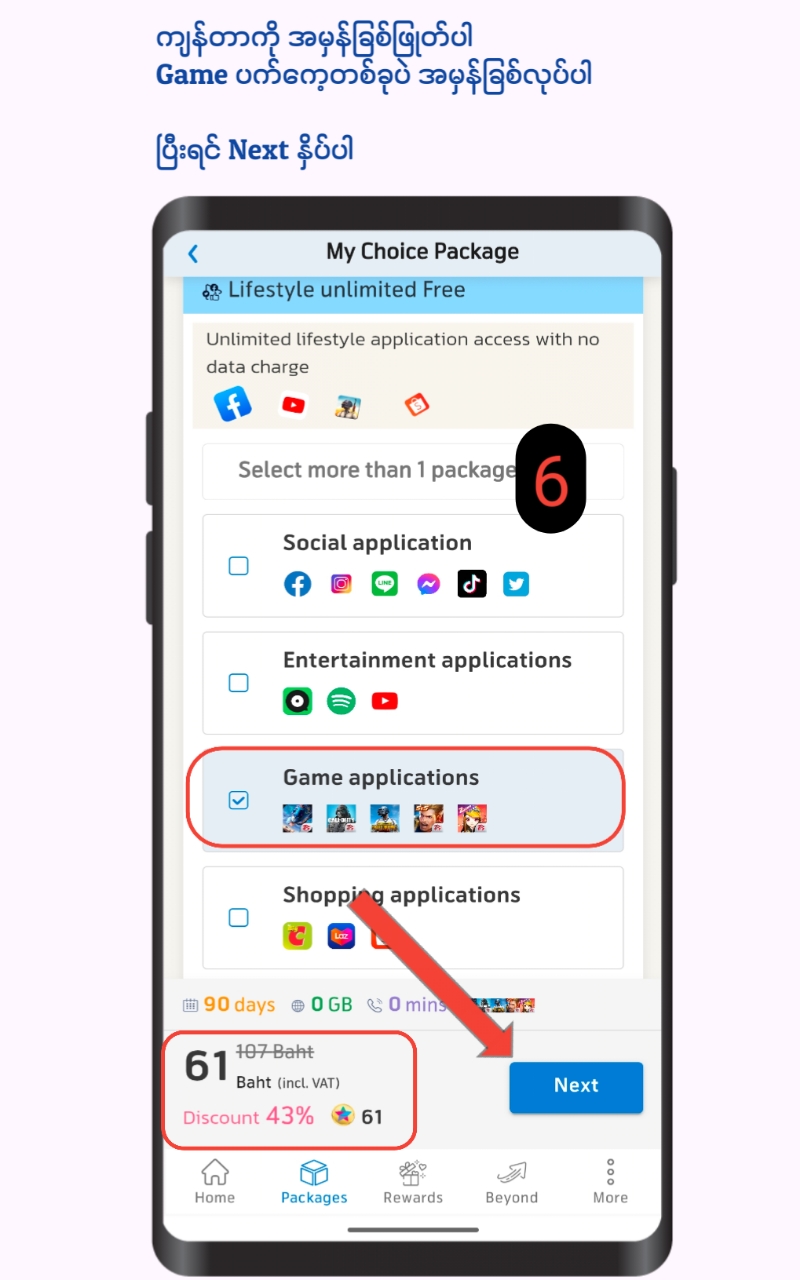 ကျန်တာကို အမှန်ခြစ်ဖြုတ်ပါ
Game ပက်ကေ့တစ်ခုပဲ အမှန်ခြစ်လုပ်ပါ
ပြီးရင် Next နှိပ်ပါ
My Choice Package
Lifestyle unlimited Free
Unlimited lifestyle application access with no
data charge
Select more than 1 package
6
Social application
LINE
Entertainment applications
Game applications
Shopping applications
Laz
90 days 0 GB 0 mins
61 107 Baht
Baht (incl. VAT)
Discount 43% 61
Next
Home Packages Rewards Beyond More